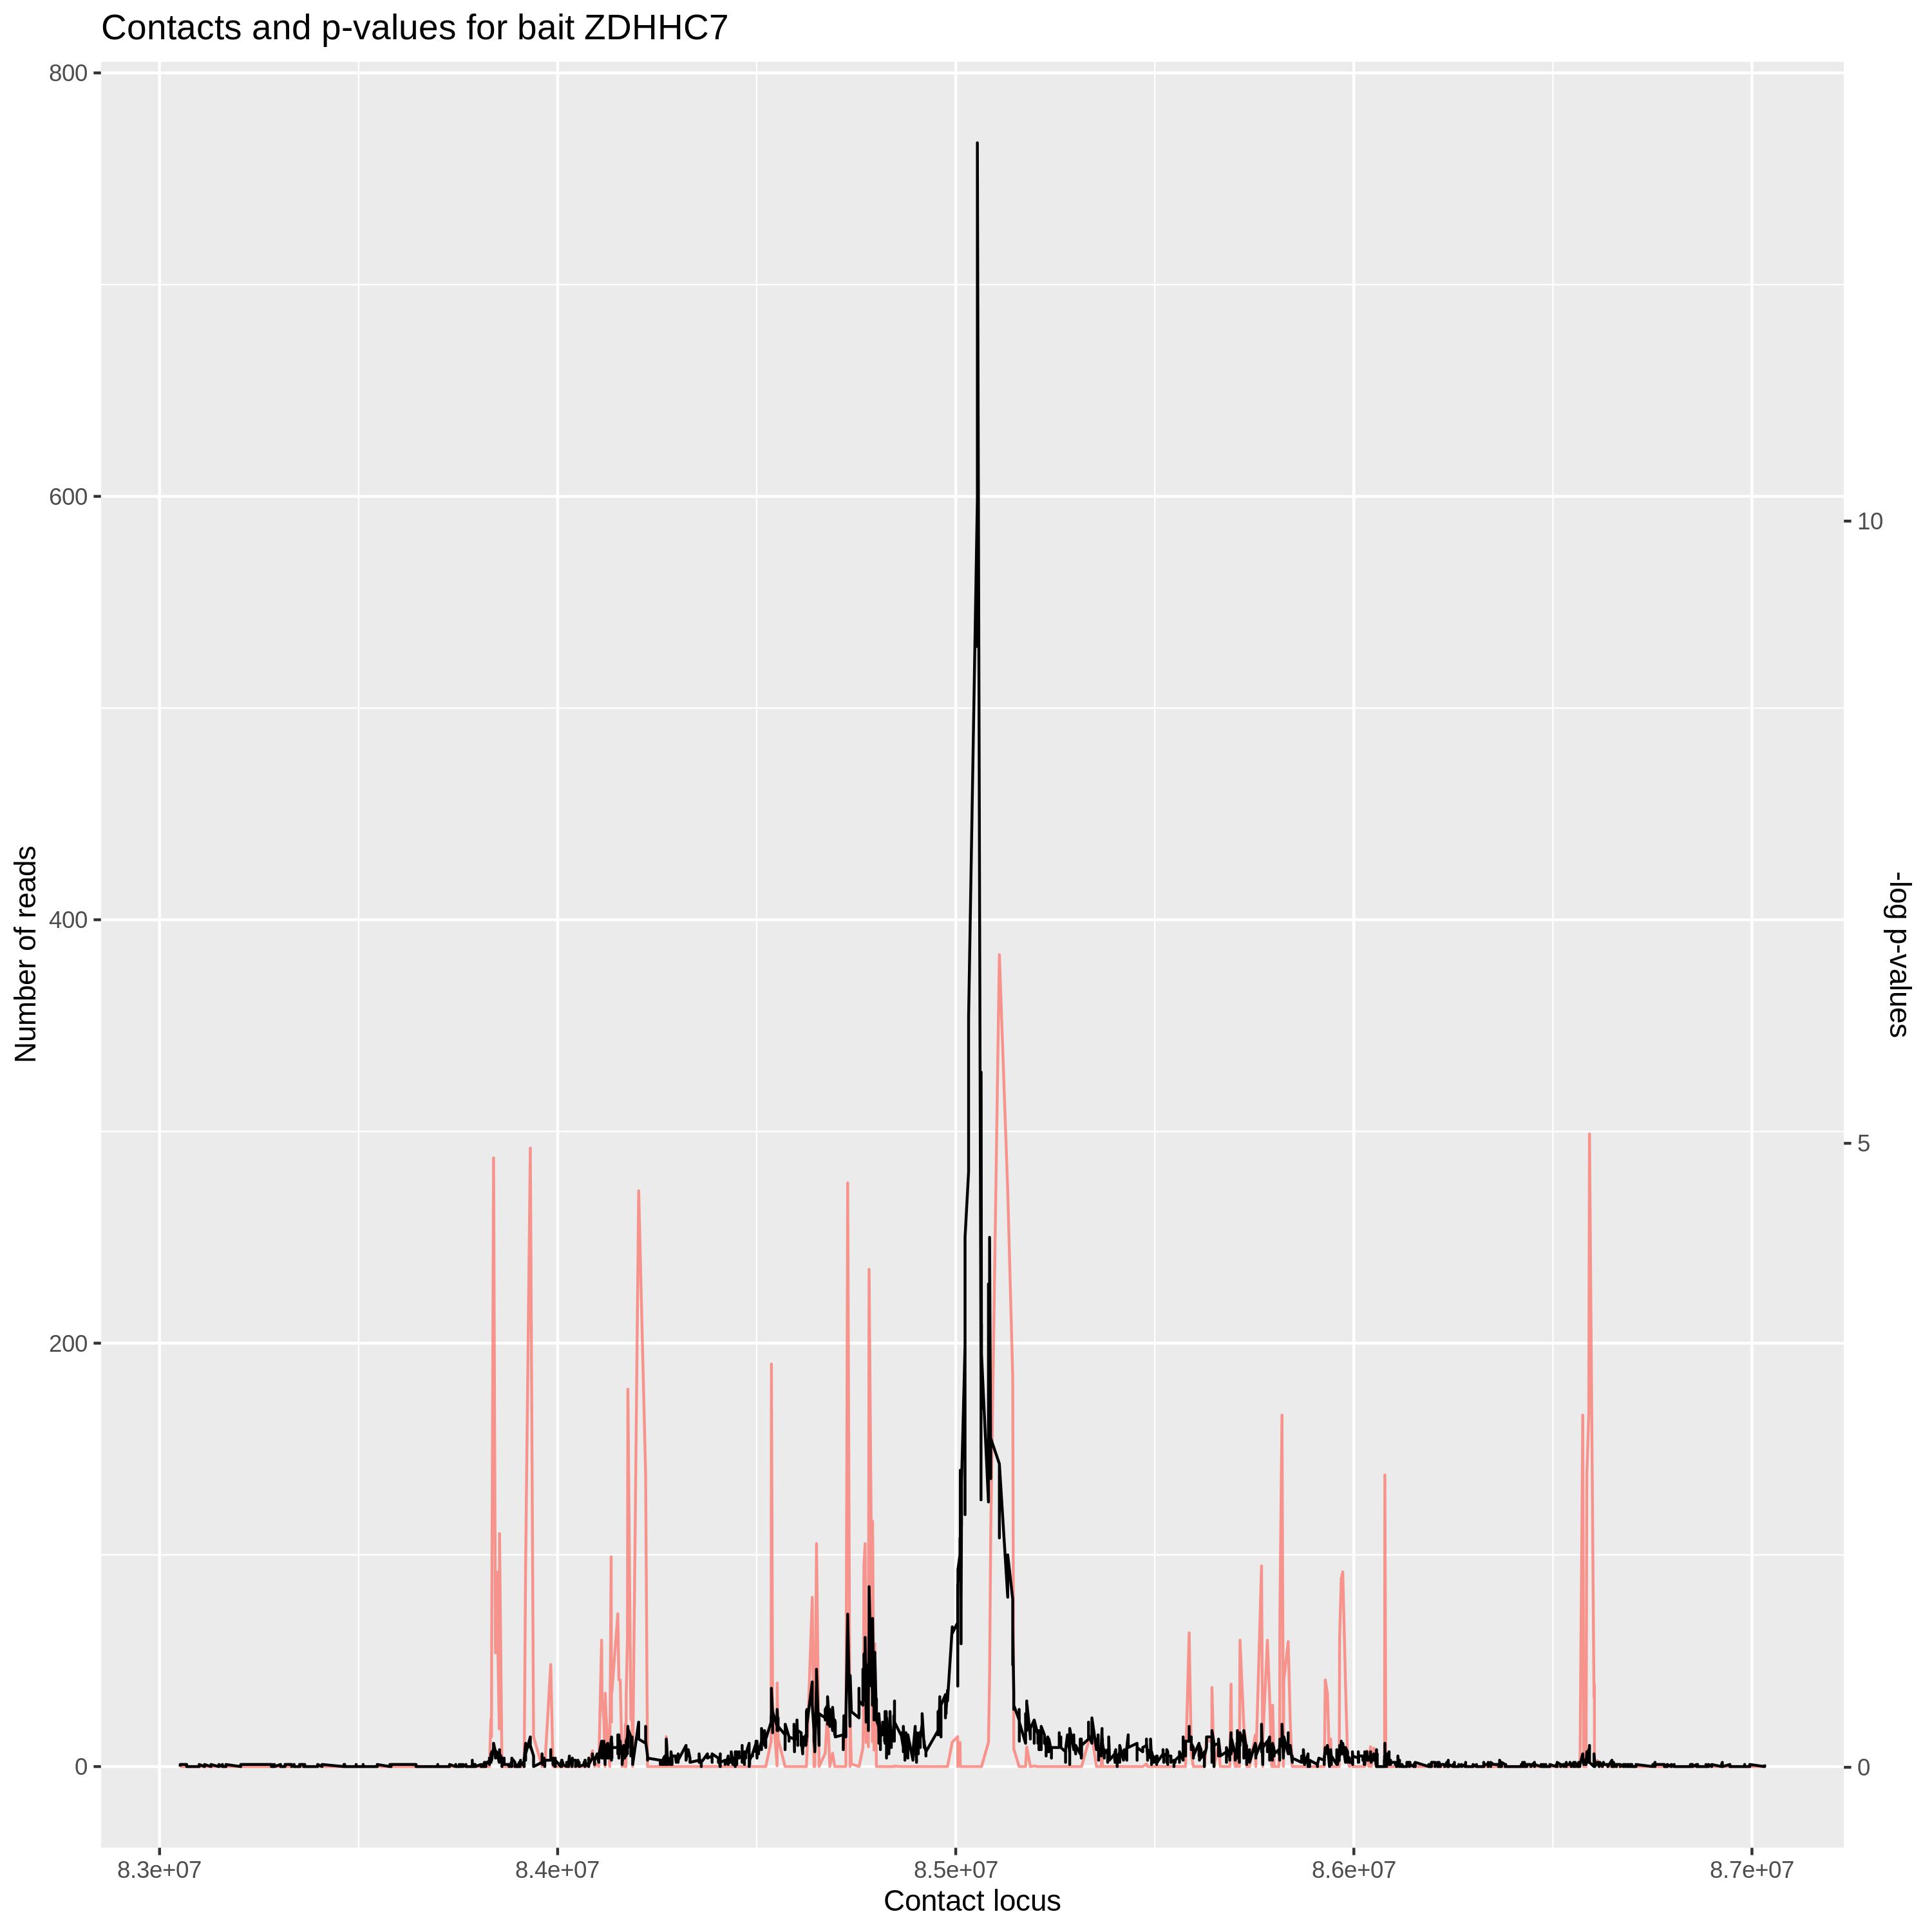 Contacts and p-values for bait ZDHHC7
800
600
400
200
0
Number of reads
10
5
0
-log p-values
8.3e+07
8.4e+07
8.5e+07
8.6e+07
8.7e+07
Contact locus